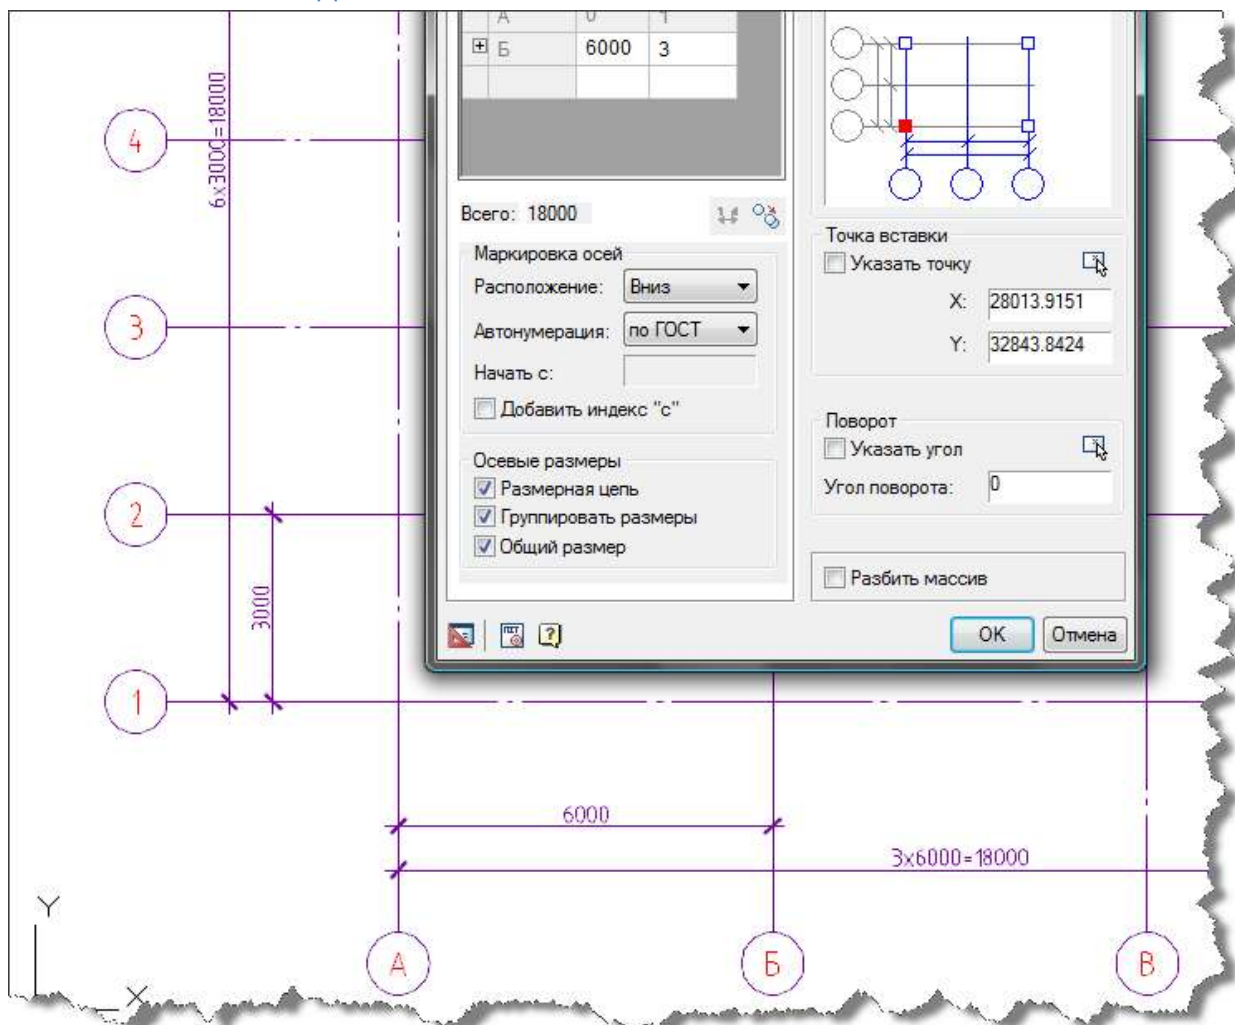 Б 6000 3
Всего: 18000
Маркировка осей
Расположение: Вниз
Автонумерация: по ГОСТ
Начать с:
Добавить индекс "с"
Осевые размеры
Размерная цепь
Группировать размеры
Общий размер
Точка вставки
Указать точку
X: 28013.9151
Y: 32843.8424
Поворот
Указать угол
Угол поворота: 0
Разбить массив
OK Отмена
6x3000=18000
4
3
2
3000
1
6000
3x6000=18000
Y
X
А Б В